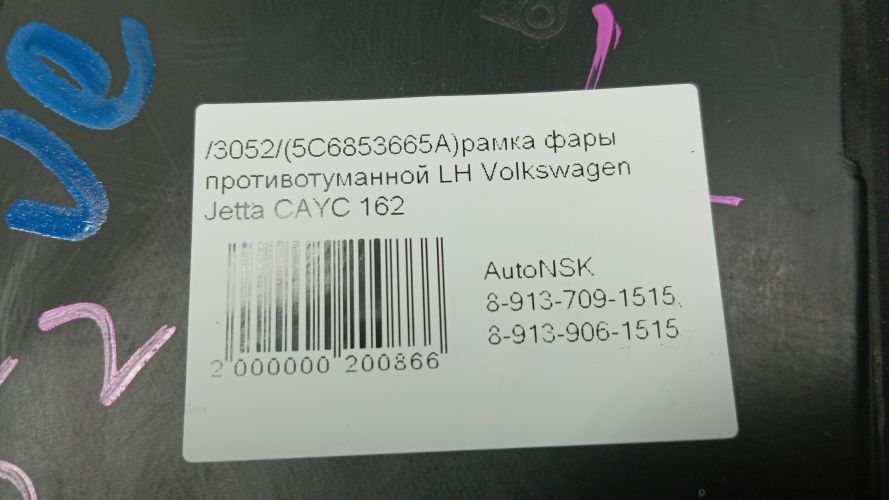 /3052/(5C6853665A)рамка фары
противотуманной LH Volkswagen
Jetta CAYC 162
AutoNSK
8-913-709-1515,
8-913-906-1515
2 000000 200866
ve